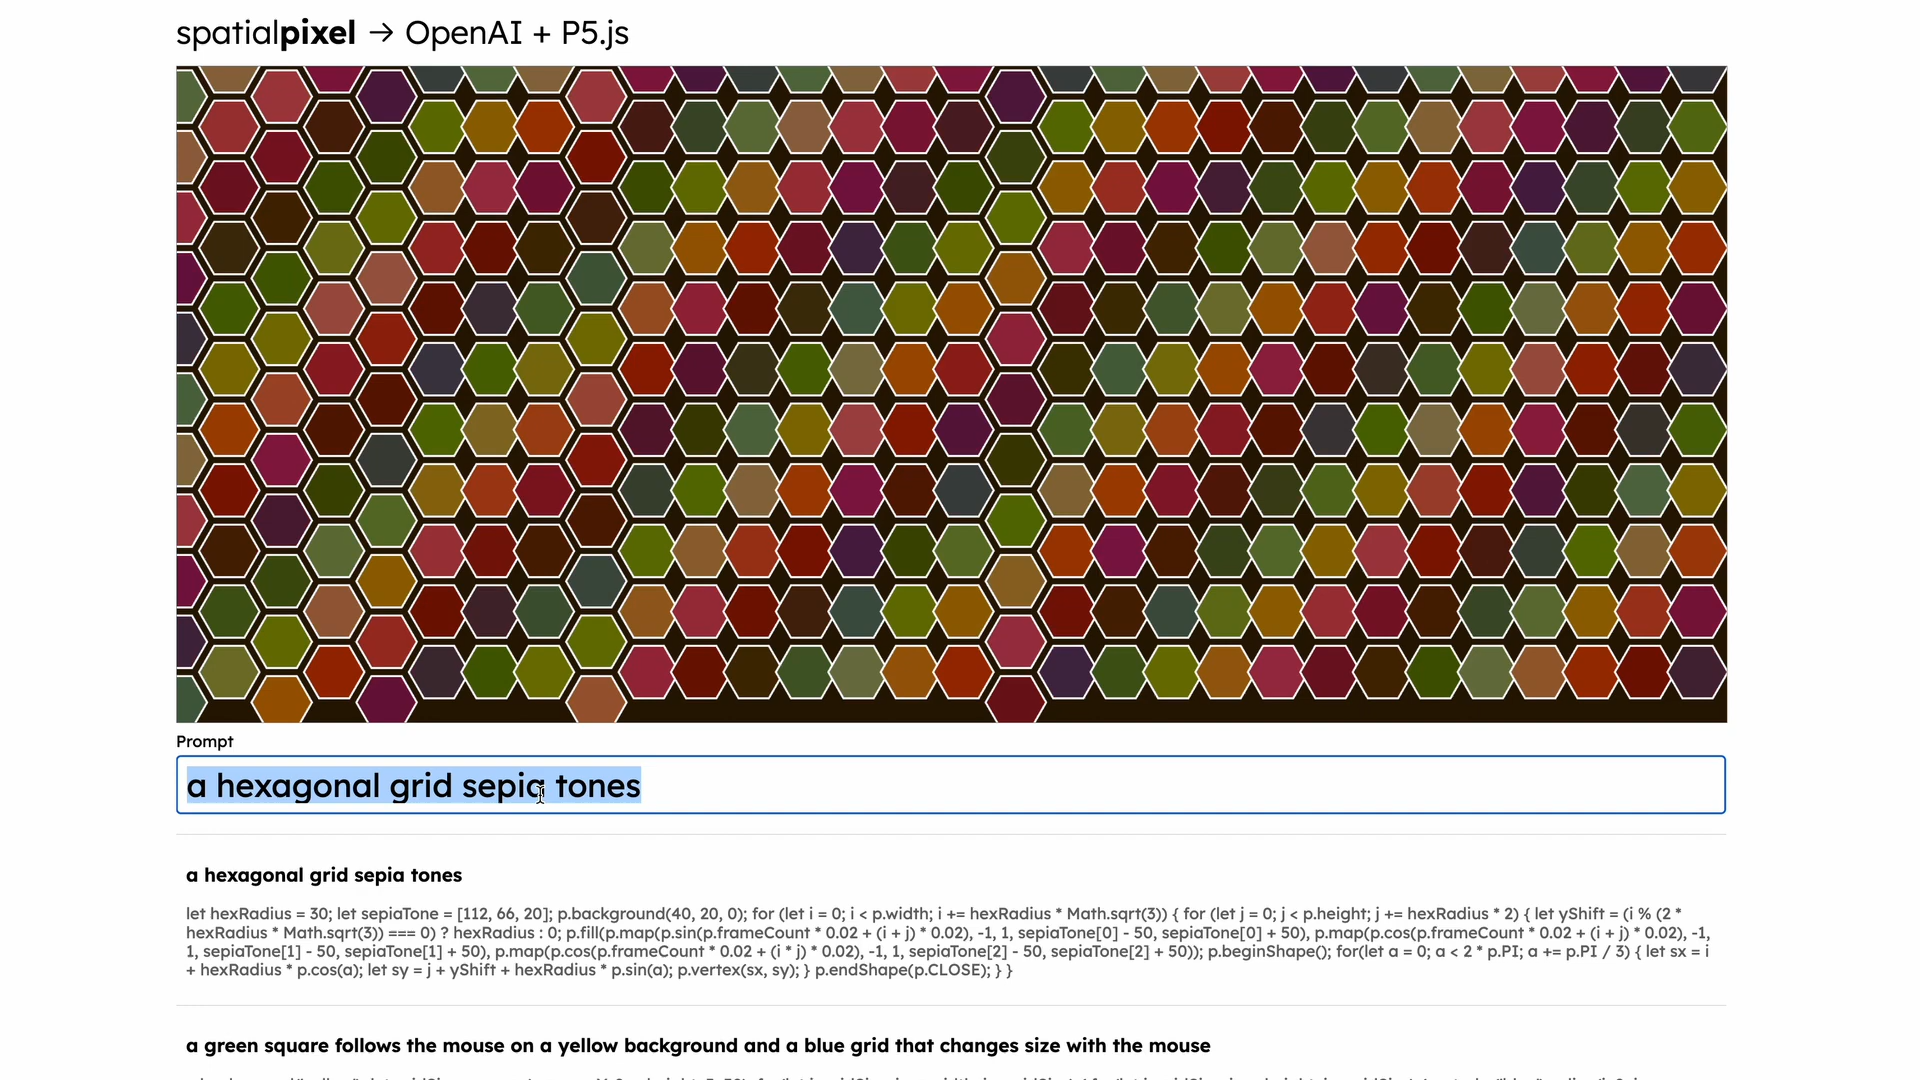 spatialpixel → OpenAI + P5.js
Prompt
a hexagonal grid sepia tones
a hexagonal grid sepia tones
let hexRadius = 30; let sepiaTone = [112, 66, 20]; p.background(40, 20, 0); for (let i = 0; i < p.width; i += hexRadius * Math.sqrt(3)) { for (let j = 0; j < p.height; j += hexRadius * 2) { let yShift = (i % (2 *
hexRadius * Math.sqrt(3)) === 0) ? hexRadius : 0; p.fill(p.map(p.sin(p.frameCount * 0.02 + (i + j) * 0.02), -1, 1, sepiaTone[0] - 50, sepiaTone[0] + 50), p.map(p.cos(p.frameCount * 0.02 + (i + j) * 0.02), -1,
1, sepiaTone[1] - 50, sepiaTone[1] + 50), p.map(p.cos(p.frameCount * 0.02 + (i * j) * 0.02), -1, 1, sepiaTone[2] - 50, sepiaTone[2] + 50)); p.beginShape(); for(let a = 0; a < 2 * p.PI; a += p.PI / 3) { let sx = i
+ hexRadius * p.cos(a); let sy = j + yShift + hexRadius * p.sin(a); p.vertex(sx, sy); } p.endShape(p.CLOSE); } }
a green square follows the mouse on a yellow background and a blue grid that changes size with the mouse